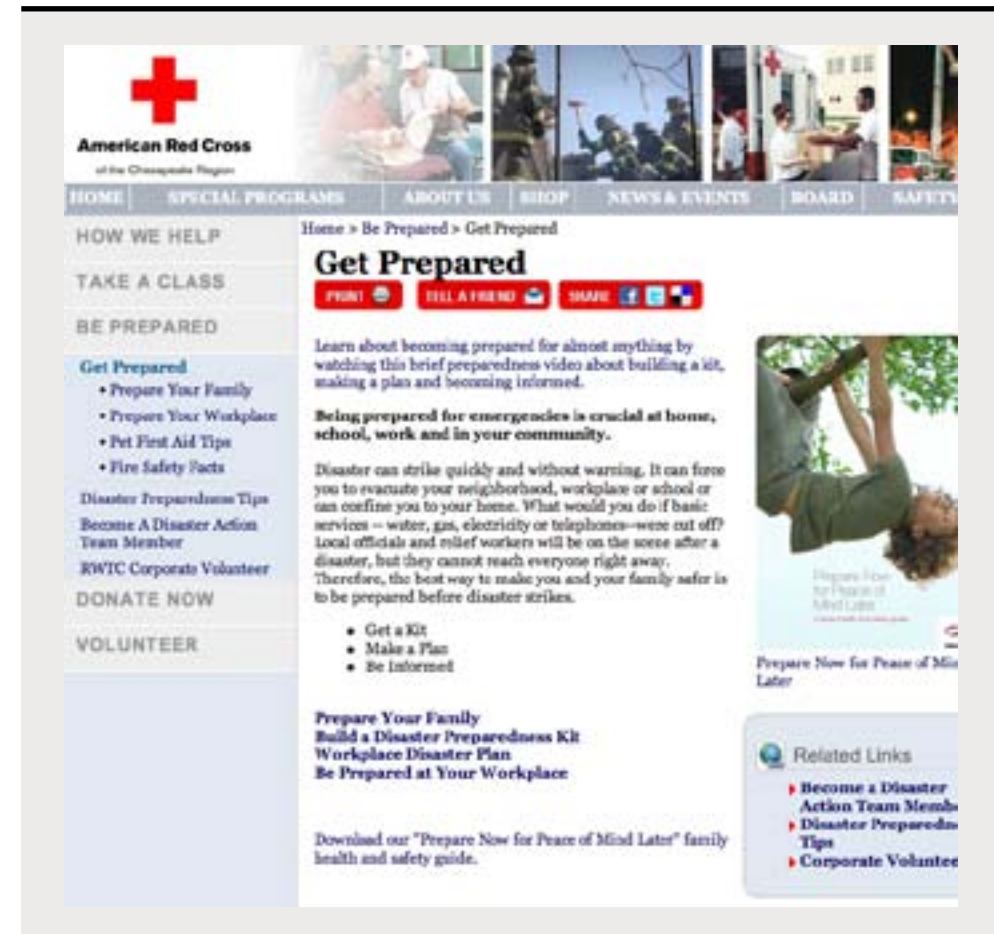 American Red Cross
of the Chesapeake Region
HOME SPECIAL PROGRAMS ABOUT US SHOP NEWS & EVENTS BOARD SAFETY
HOW WE HELP
TAKE A CLASS
BE PREPARED
Get Prepared
• Prepare Your Family
• Prepare Your Workplace
• Pet First Aid Tips
• Fire Safety Facts
Disaster Preparedness Tips
Become A Disaster Action
Team Member
RWIC Corporate Volunteer
DONATE NOW
VOLUNTEER
Home > Be Prepared > Get Prepared
Get Prepared
PRINT TELL A FRIEND SHARE
Learn about becoming prepared for almost anything by
watching this brief preparedness video about building a kit,
making a plan and becoming informed.
Being prepared for emergencies is crucial at home,
school, work and in your community.
Disaster can strike quickly and without warning. It can force
you to evacuate your neighborhood, workplace or school or
can confine you to your home. What would you do if basic
services -- water, gas, electricity or telephones--were cut off?
Local officials and relief workers will be on the scene after a
disaster, but they cannot reach everyone right away.
Therefore, the best way to make you and your family safer is
to be prepared before disaster strikes.
• Get a Kit
• Make a Plan
• Be Informed
Prepare Your Family
Build a Disaster Preparedness Kit
Workplace Disaster Plan
Be Prepared at Your Workplace
Download our "Prepare Now for Peace of Mind Later" family
health and safety guide.
Prepare Now
for Peace of
Mind Later
Prepare Now for Peace of Min
Later
Related Links
Become a Disaster
Action Team Memb
Disaster Preparedn
Tips
Corporate Voluntee